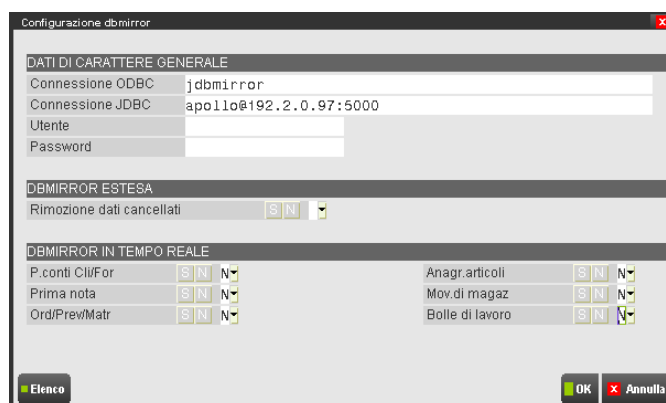 Configurazione dbmirror
DATI DI CARATTERE GENERALE
Connessione ODBC jdbmirror
Connessione JDBC apollo@192.2.0.97:5000
Utente
Password
DBMIRROR ESTESA
Rimozione dati cancellati S N
DBMIRROR IN TEMPO REALE
P.conti Cli/For S N N Anagr.articoli S N N
Prima nota S N N Mov.di magaz S N N
Ord/Prev/Matr S N N Bolle di lavoro S N N
Elenco OK Annulla